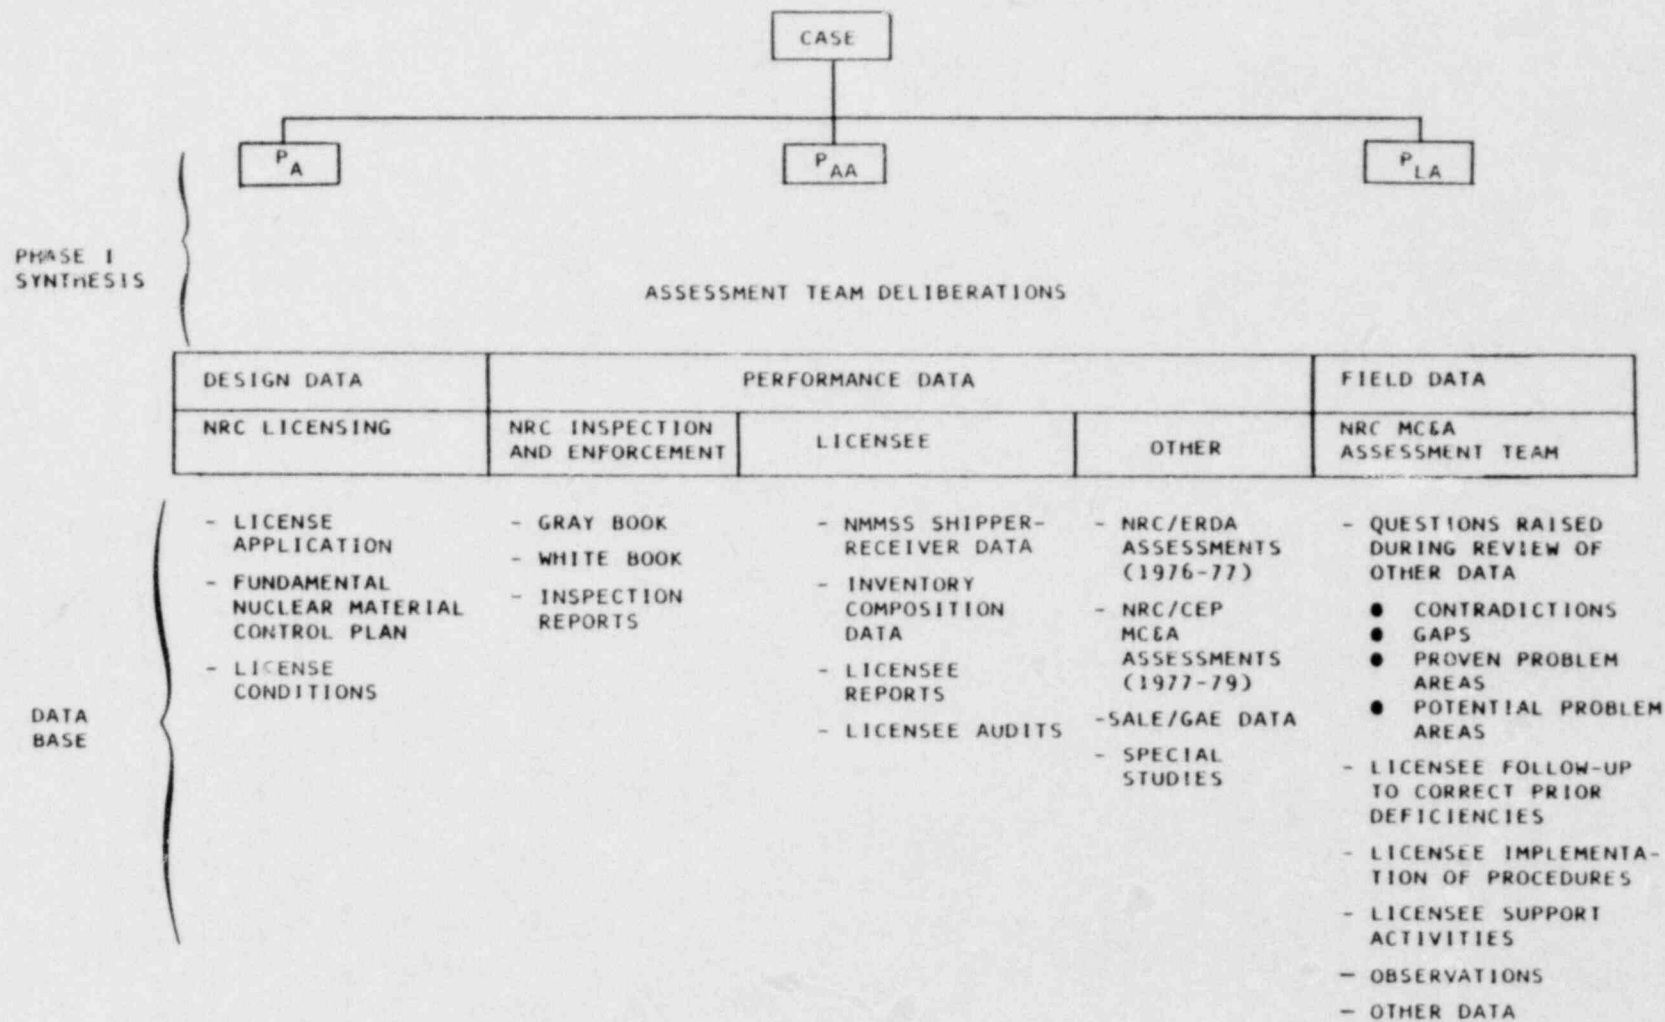 CASE
P A
P AA
P LA
PHASE I
SYNTHESIS
ASSESSMENT TEAM DELIBERATIONS
DESIGN DATA
PERFORMANCE DATA
FIELD DATA
NRC LICENSING
NRC INSPECTION
AND ENFORCEMENT
LICENSEE
OTHER
NRC MC&A
ASSESSMENT TEAM
DATA
BASE
- LICENSE
APPLICATION
- FUNDAMENTAL
NUCLEAR MATERIAL
CONTROL PLAN
- LICENSE
CONDITIONS
- GRAY BOOK
- WHITE BOOK
- INSPECTION
REPORTS
- NMMSS SHIPPER-
RECEIVER DATA
- INVENTORY
COMPOSITION
DATA
- LICENSEE
REPORTS
- LICENSEE AUDITS
- NRC/ERDA
ASSESSMENTS
(1976-77)
- NRC/CEP
MC&A
ASSESSMENTS
(1977-79)
-SALE/GAE DATA
- SPECIAL
STUDIES
- QUESTIONS RAISED
DURING REVIEW OF
OTHER DATA
● CONTRADICTIONS
● GAPS
● PROVEN PROBLEM
AREAS
● POTENTIAL PROBLEM
AREAS
- LICENSEE FOLLOW-UP
TO CORRECT PRIOR
DEFICIENCIES
- LICENSEE IMPLEMENTA-
TION OF PROCEDURES
- LICENSEE SUPPORT
ACTIVITIES
- OBSERVATIONS
- OTHER DATA